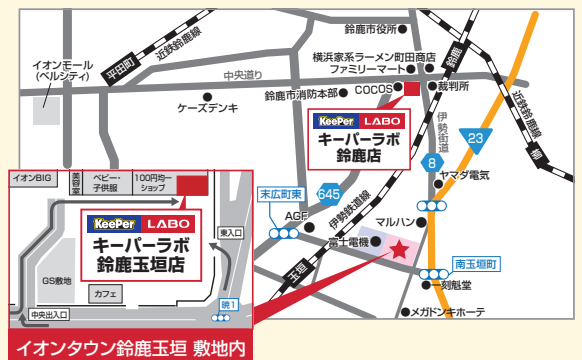 鈴鹿市役所
近鉄鈴鹿線
イオンモール
（ベルシティ）
平田町
横浜家系ラーメン町田商店
ファミリーマート
鈴鹿
中央道り
ケーズデンキ
鈴鹿市消防本部
COCOS
裁判所
近鉄鈴鹿線
KeePer LABO
キーパーラボ
鈴鹿店
伊勢街道
23
柳
8
ヤマダ電気
645
末広町東
伊勢鉄道線
AGF
マルハン
富士電機
玉垣
南玉垣町
一刻魁堂
メガドンキホーテ
イオンBIG
美容室
ベビー・
子供服
100円均一
ショップ
KeePer LABO
キーパーラボ
鈴鹿玉垣店
東入口
GS敷地
カフェ
中央出入口
暁1
イオンタウン鈴鹿玉垣 敷地内